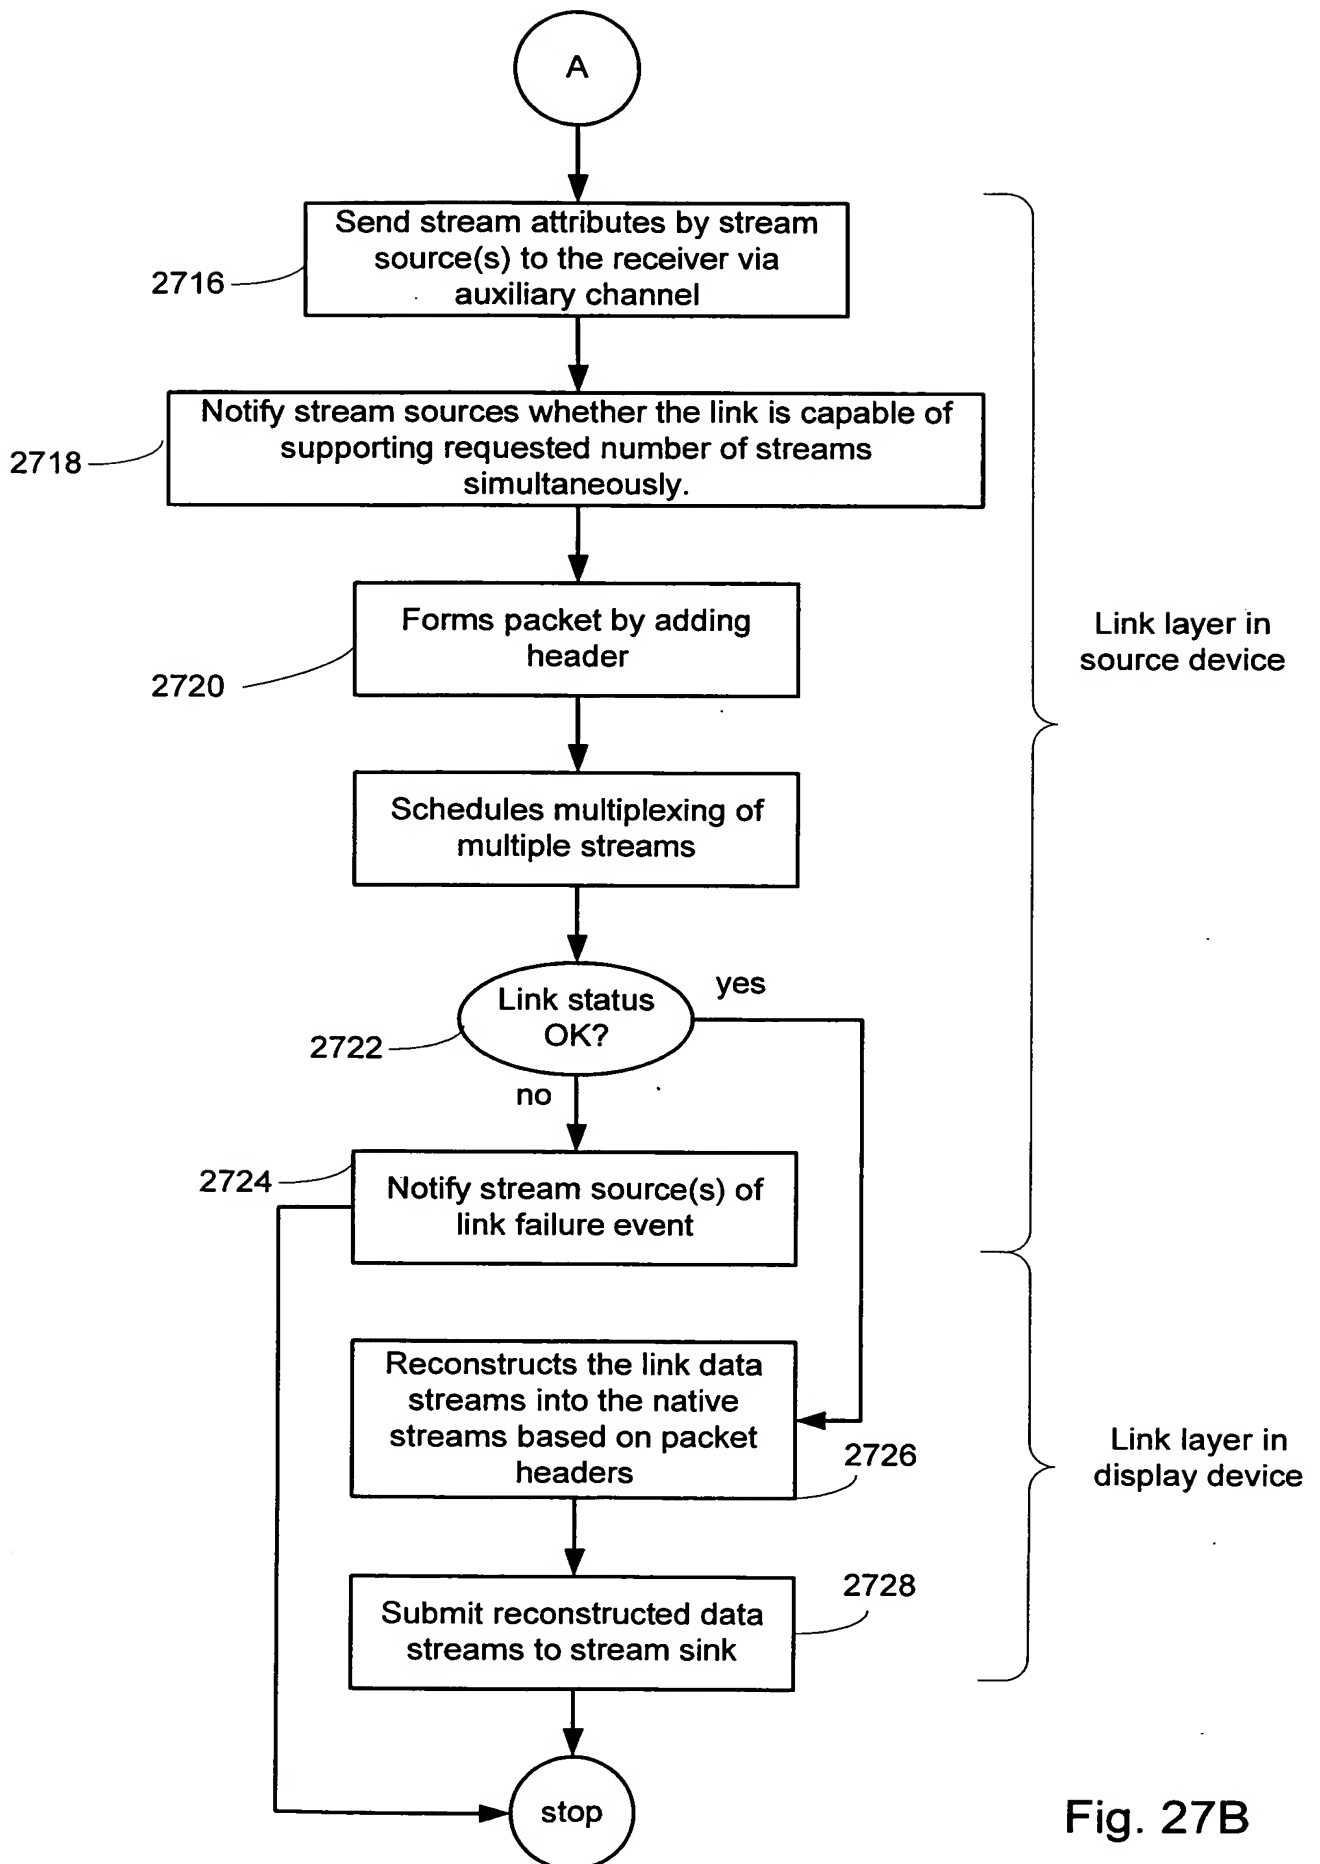 A
Send stream attributes by stream
source(s) to the receiver via
auxiliary channel
2716
Notify stream sources whether the link is capable of
supporting requested number of streams
simultaneously.
2718
Forms packet by adding
header
2720
Link layer in
source device
Schedules multiplexing of
multiple streams
Link status
OK?
yes
2722
no
2724
Notify stream source(s) of
link failure event
Reconstructs the link data
streams into the native
streams based on packet
headers
2726
Link layer in
display device
2728
Submit reconstructed data
streams to stream sink
stop
Fig. 27B